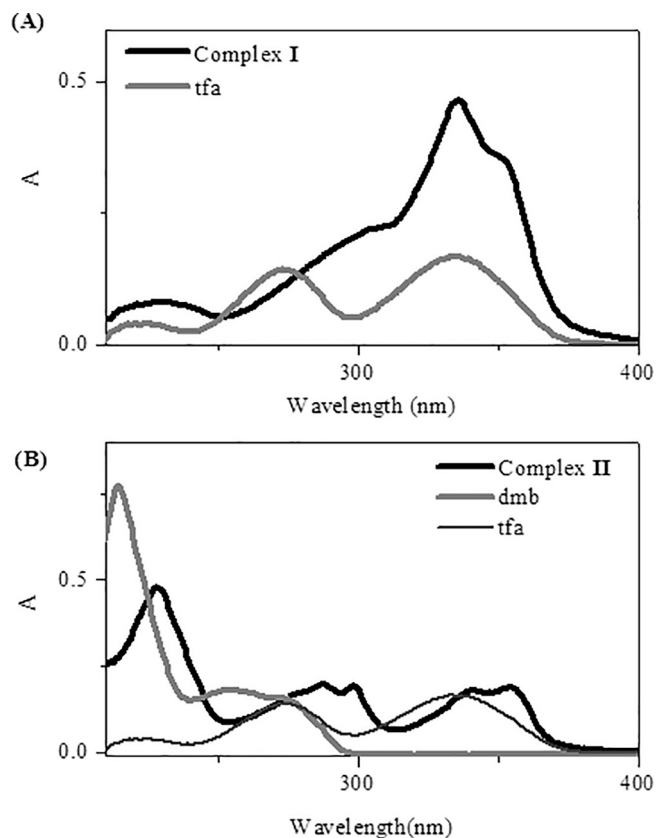 (A)
Complex I
tfa
0.5
A
0.0
300
400
Wavelength (nm)
(B)
Complex II
dmb
tfa
0.5
A
0.0
300
400
Wavelength(nm)